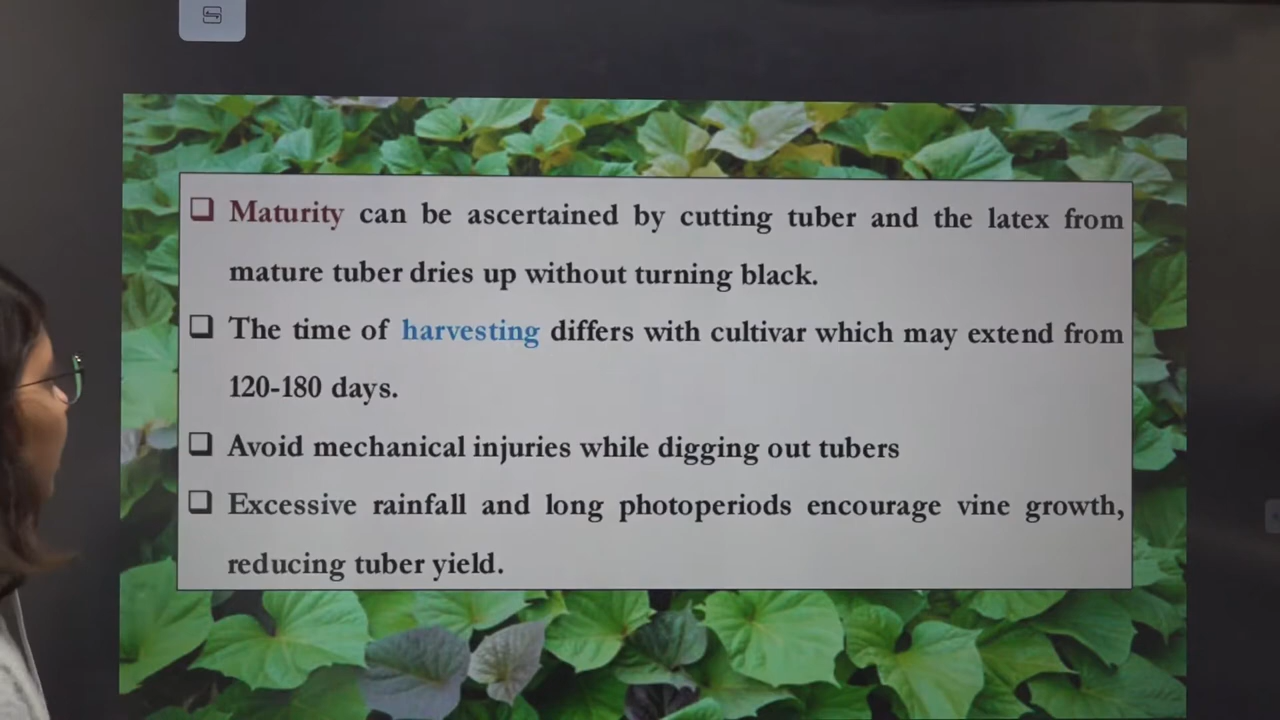 ❑ Maturity can be ascertained by cutting tuber and the latex from
mature tuber dries up without turning black.
❑ The time of harvesting differs with cultivar which may extend from
120-180 days.
❑ Avoid mechanical injuries while digging out tubers
❑ Excessive rainfall and long photoperiods encourage vine growth,
reducing tuber yield.